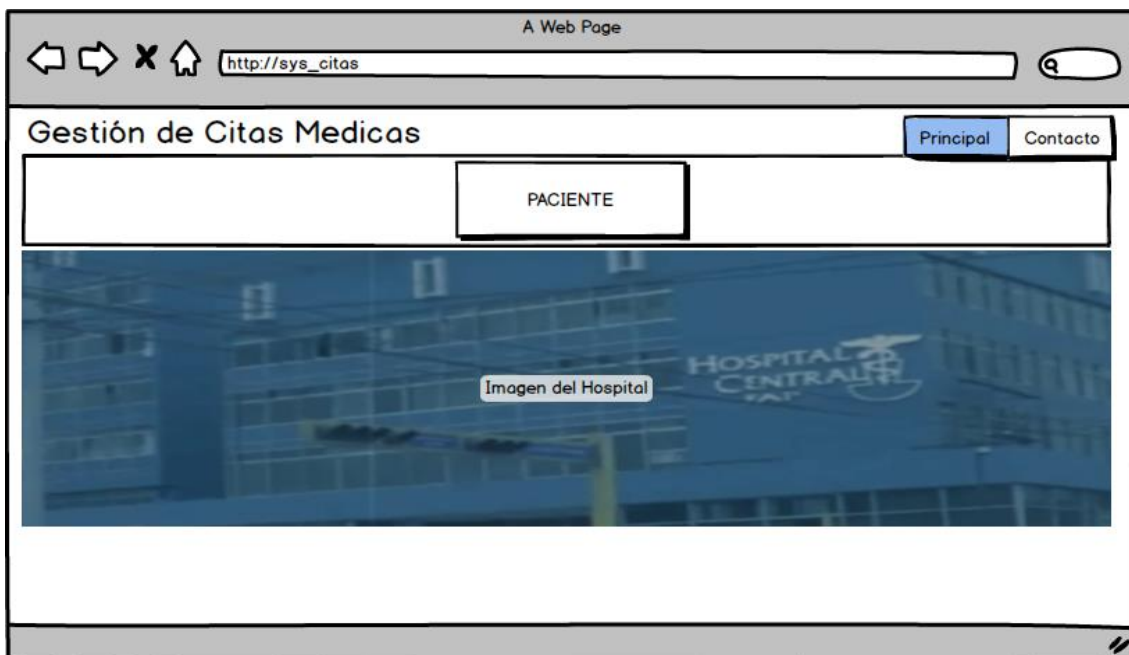 A Web Page
http://sys_citas
Gestión de Citas Medicas
Principal Contacto
PACIENTE
HOSPITAL
CENTRAL
Imagen del Hospital